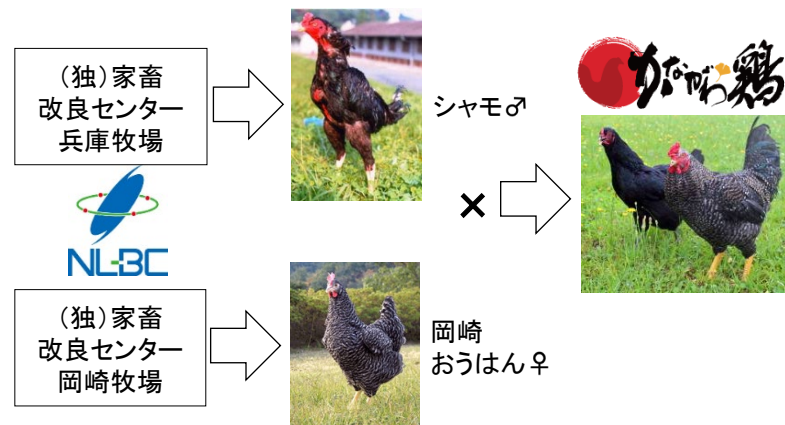 （独）家畜
改良センター
兵庫牧場
シャモ♂
かながわ鶏
×
NLBC
（独）家畜
改良センター
岡崎牧場
岡崎
おうはん♀